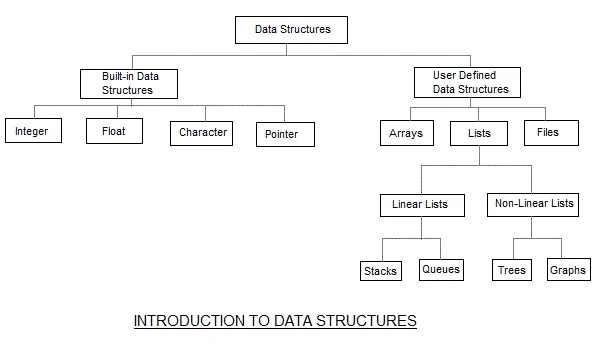 Data Structures
Built-in Data
Structures
User Defined
Data Structures
Integer
Float
Character
Pointer
Arrays
Lists
Files
Linear Lists
Non-Linear Lists
Stacks
Queues
Trees
Graphs
INTRODUCTION TO DATA STRUCTURES